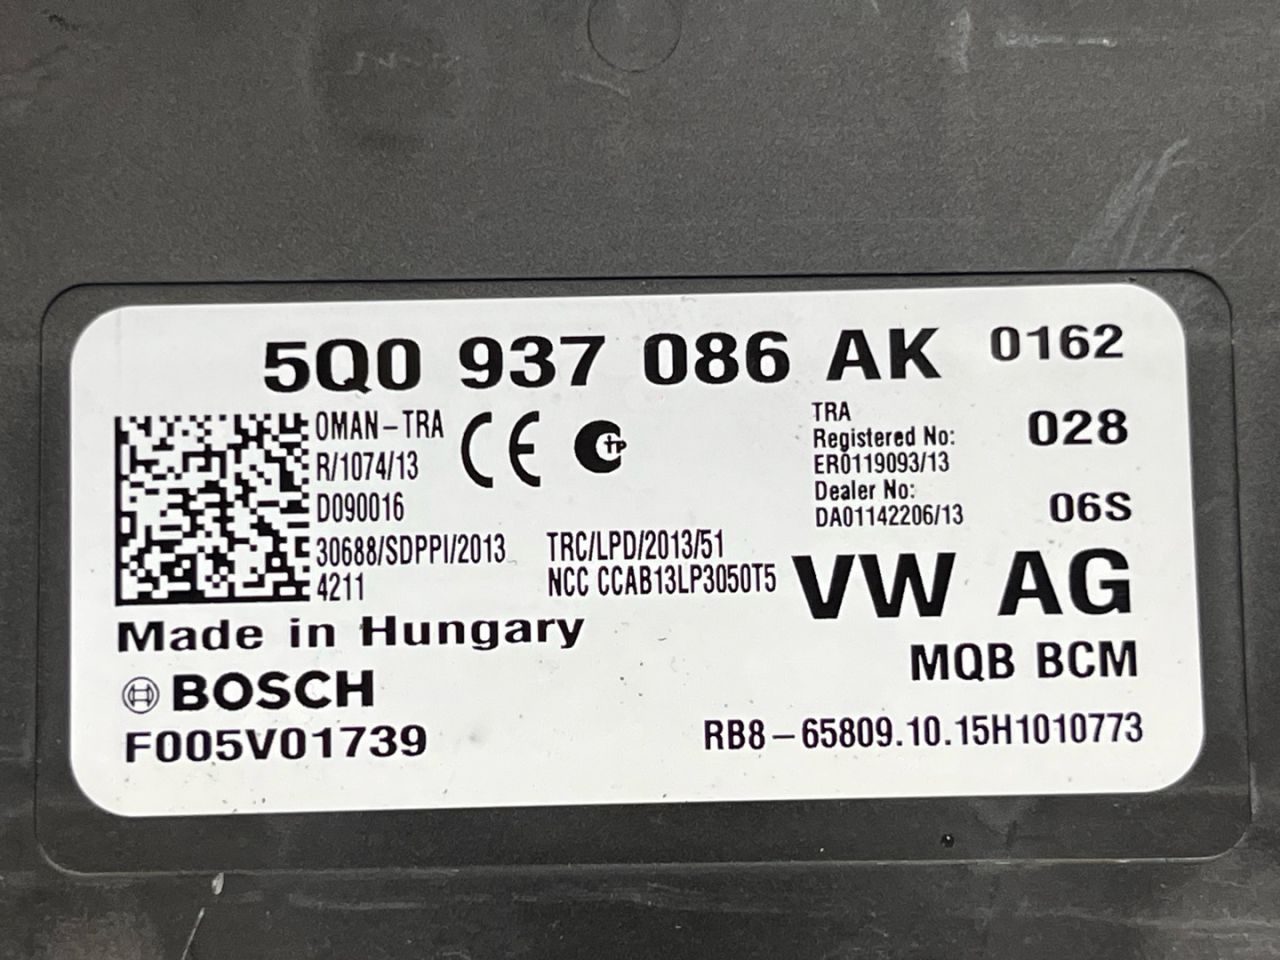 5Q0 937 086 AK 0162
OMAN-TRA
R/1074/13
D090016
30688/SDPPI/2013
4211
CE
TRC/LPD/2013/51
NCC CCAB13LP3050T5
TRA
Registered No:
ER0119093/13
Dealer No:
DA01142206/13
028
06S
VW AG
MQB BCM
Made in Hungary
BOSCH
F005V01739
RB8-65809.10.15H1010773